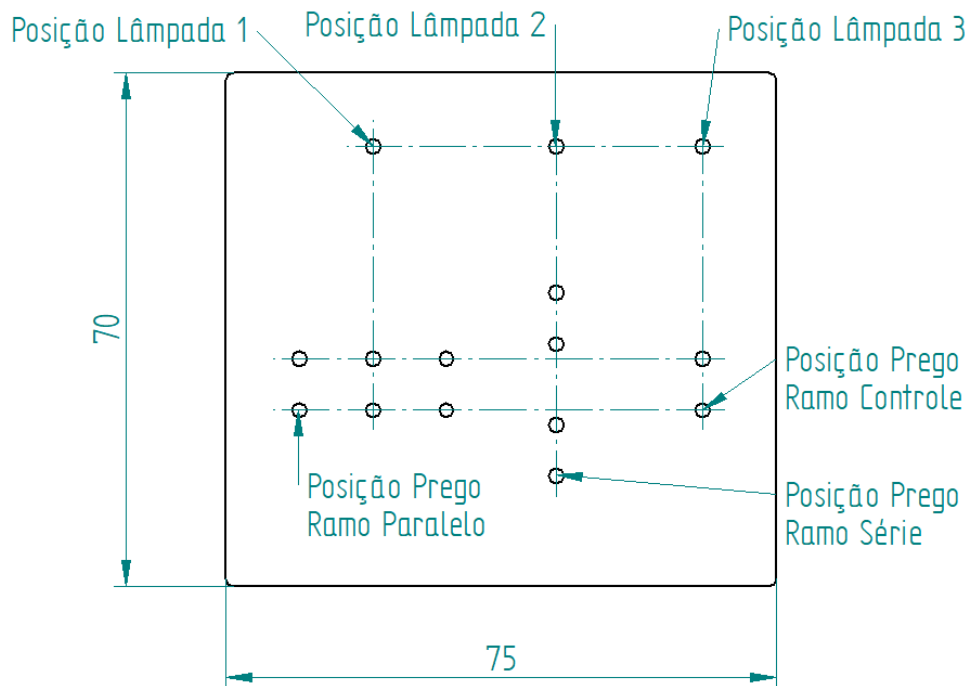 Posição Lâmpada 1
Posição Lâmpada 2
Posição Lâmpada 3
70
Posição Prego
Ramo Controle
Posição Prego
Ramo Paralelo
Posição Prego
Ramo Série
75